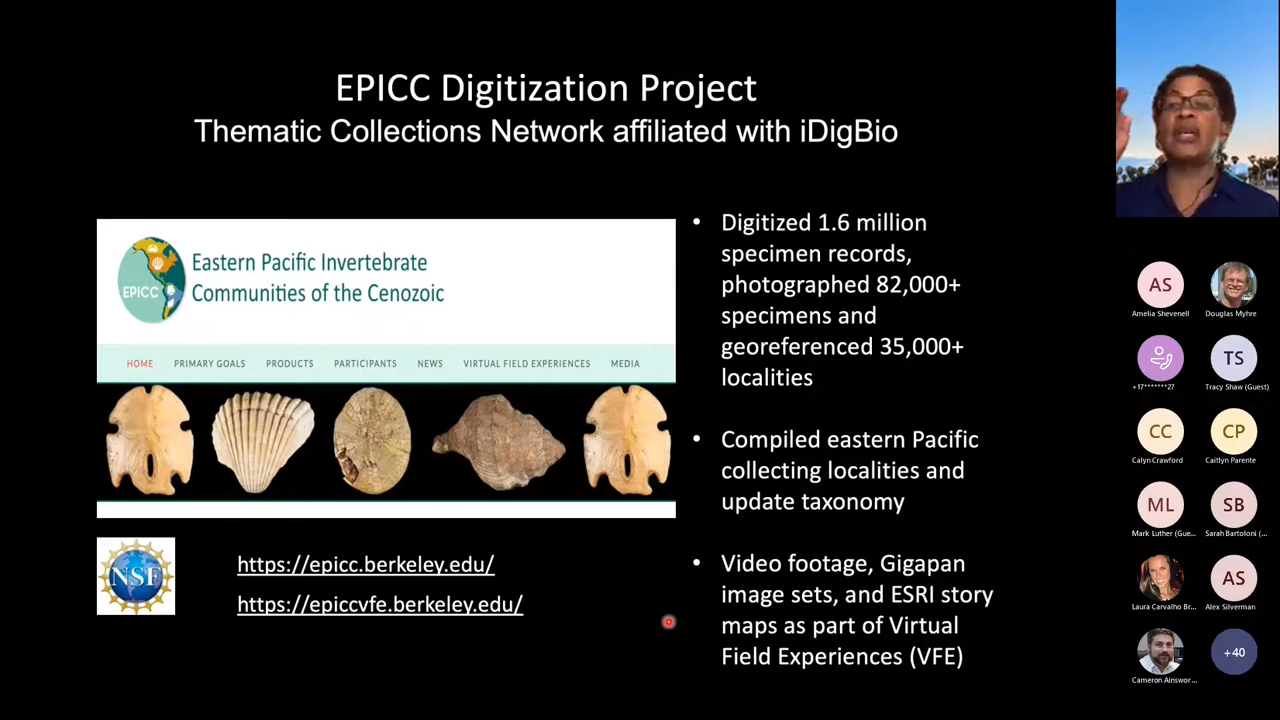 EPICC Digitization Project
Thematic Collections Network affiliated with iDigBio
EPICC
Eastern Pacific Invertebrate
Communities of the Cenozoic
HOME PRIMARY GOALS PRODUCTS PARTICIPANTS NEWS VIRTUAL FIELD EXPERIENCES MEDIA
NSF
https://epicc.berkeley.edu/
https://epiccvfe.berkeley.edu/
• Digitized 1.6 million
specimen records,
photographed 82,000+
specimens and
georeferenced 35,000+
localities
• Compiled eastern Pacific
collecting localities and
update taxonomy
• Video footage, Gigapan
image sets, and ESRI story
maps as part of Virtual
Field Experiences (VFE)
AS
Amelia Shevenell
Douglas Myhre
+17*******27
TS
Tracy Shaw (Guest)
CC
Calyn Crawford
CP
Caitlyn Parente
ML
Mark Luther (Gue...
SB
Sarah Bartoloni (...
Laura Carvalho Br...
AS
Alex Silverman
Cameron Ainswor...
+40